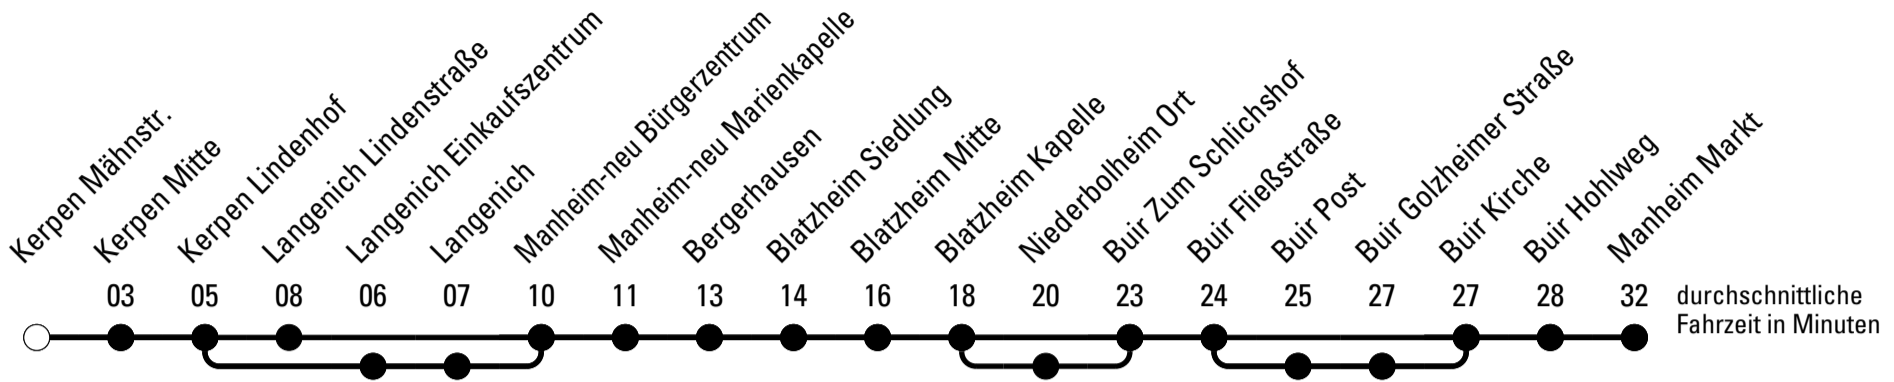 Kerpen Mähnstr.
Kerpen Mitte
Kerpen Lindenhof
Langenich Lindenstraße
Langenich Einkaufszentrum
Langenich
Manheim-neu Bürgerzentrum
Manheim-neu Marienkapelle
Bergerhausen
Blatzheim Siedlung
Blatzheim Mitte
Blatzheim Kapelle
Niederbolheim Ort
Buir Zum Schlichshof
Buir Fließstraße
Buir Post
Buir Golzheimer Straße
Buir Kirche
Buir Hohlweg
Manheim Markt
03 05 08 06 07 10 11 13 14 16 18 20 23 24 25 27 27 28 32 durchschnittliche
Fahrzeit in Minuten